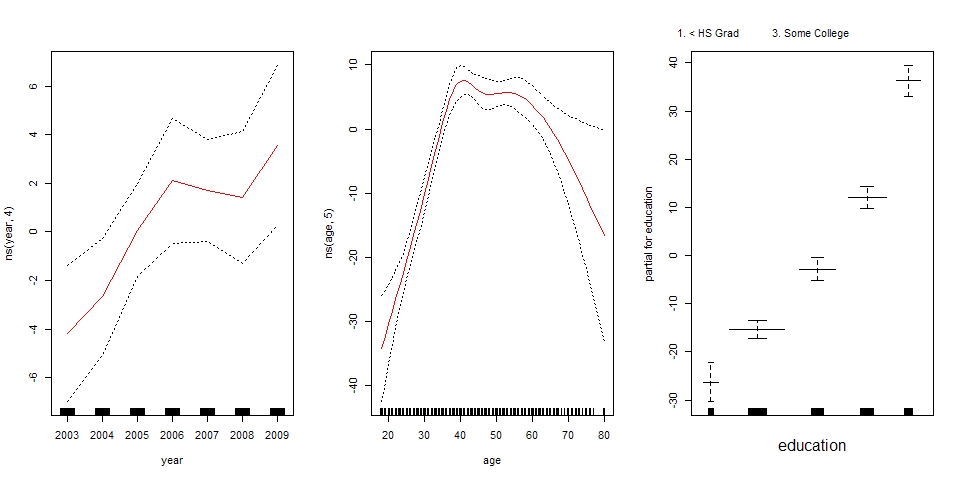 1. < HS Grad 3. Some College
ns(year, 4)
6
4
2
0
-2
-4
-6
2003 2004 2005 2006 2007 2008 2009
year
ns(age, 5)
10
0
-10
-20
-30
-40
20 30 40 50 60 70 80
age
partial for education
40
30
20
10
0
-10
-20
-30
education